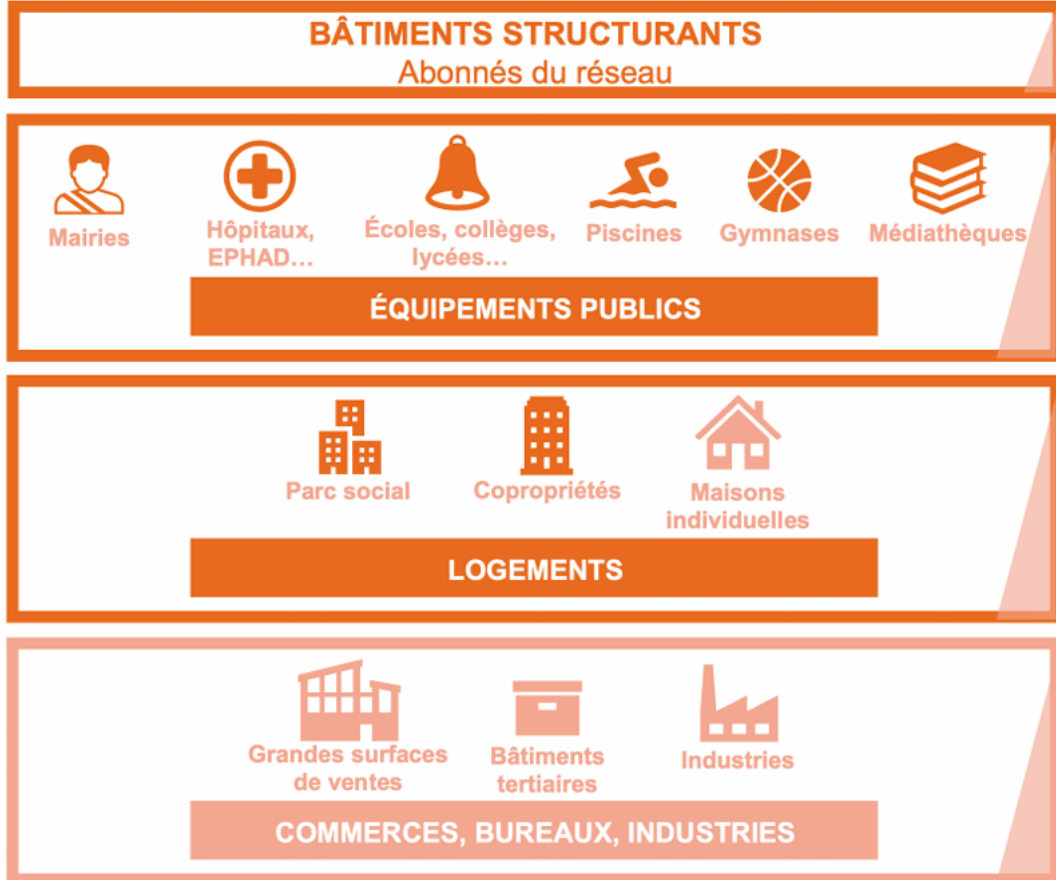 BÂTIMENTS STRUCTURANTS
Abonnés du réseau
Mairies
Hôpitaux,
EPHAD...
Écoles, collèges,
lycées...
Piscines
Gymnases
Médiathèques
ÉQUIPEMENTS PUBLICS
Parc social
Copropriétés
Maisons
individuelles
LOGEMENTS
Grandes surfaces
de ventes
Bâtiments
tertiaires
Industries
COMMERCES, BUREAUX, INDUSTRIES